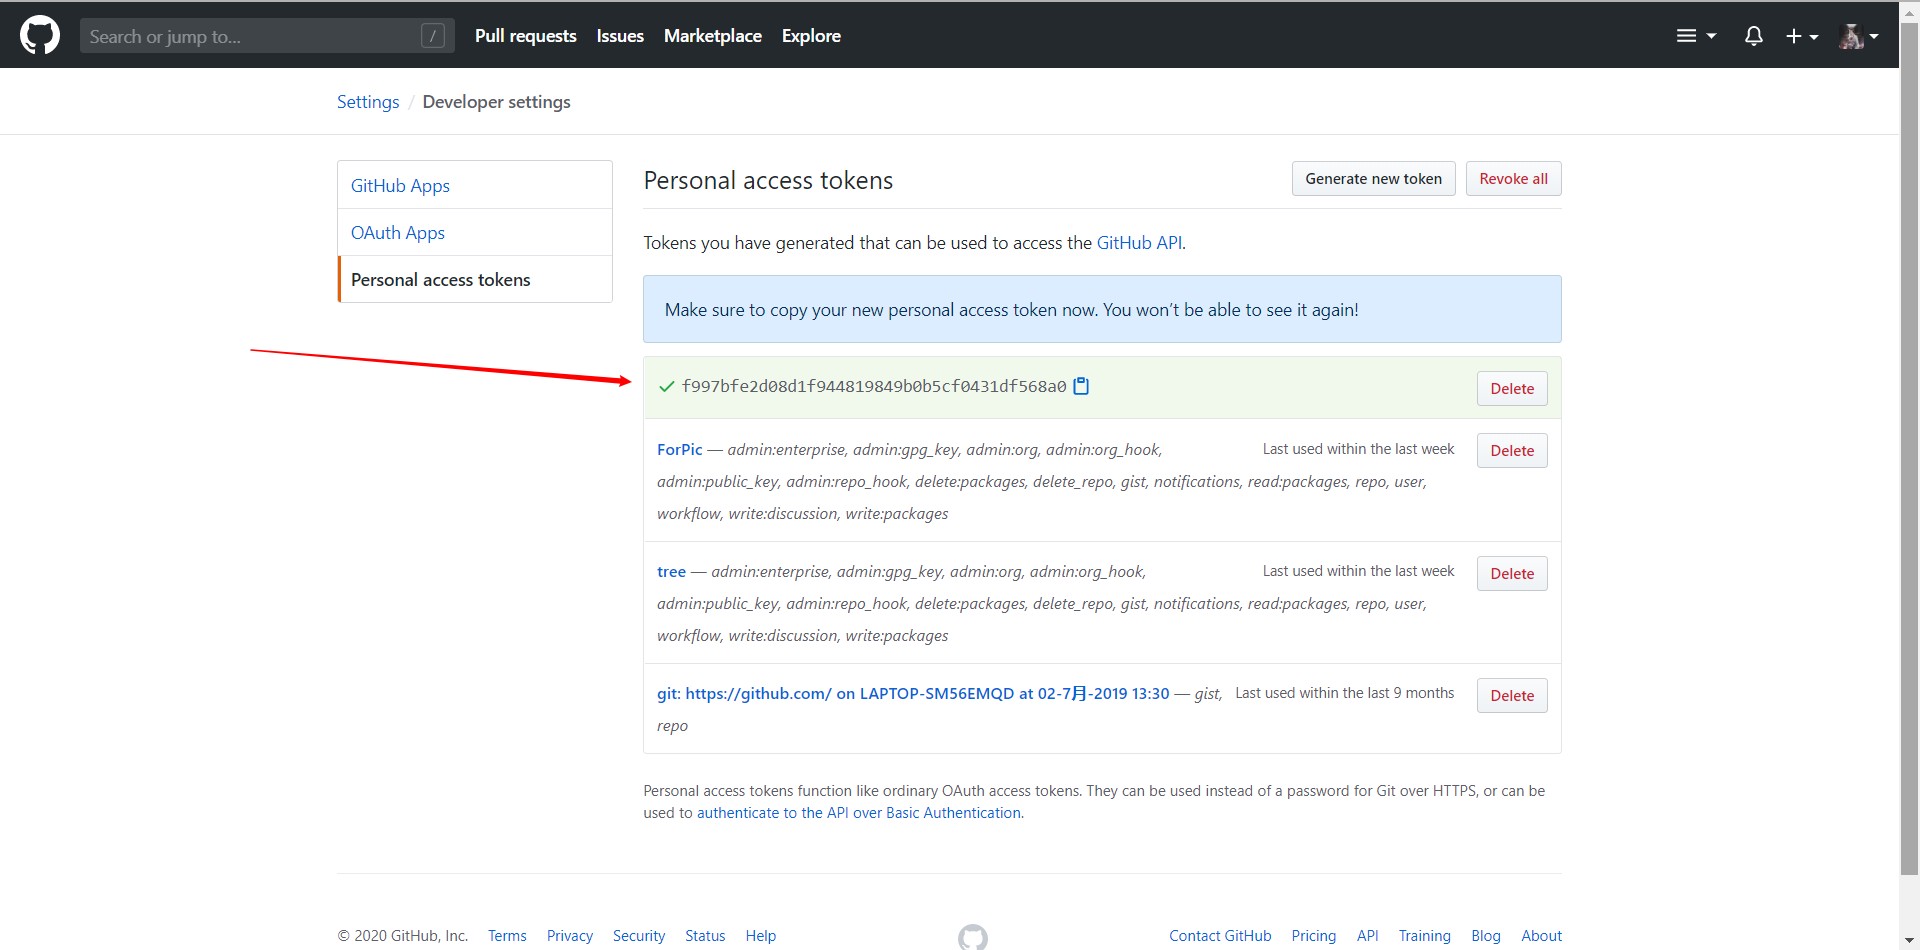 Search or jump to... /
Pull requests Issues Marketplace Explore
Settings / Developer settings
GitHub Apps
OAuth Apps
Personal access tokens
Personal access tokens
Generate new token Revoke all
Tokens you have generated that can be used to access the GitHub API.
Make sure to copy your new personal access token now. You won’t be able to see it again!
f997bfe2d08d1f944819849b0b5cf0431df568a0 Delete
ForPic — admin:enterprise, admin:gpg_key, admin:org, admin:org_hook, Last used within the last week Delete
admin:public_key, admin:repo_hook, delete:packages, delete_repo, gist, notifications, read:packages, repo, user,
workflow, write:discussion, write:packages
tree — admin:enterprise, admin:gpg_key, admin:org, admin:org_hook, Last used within the last week Delete
admin:public_key, admin:repo_hook, delete:packages, delete_repo, gist, notifications, read:packages, repo, user,
workflow, write:discussion, write:packages
git: https://github.com/ on LAPTOP-SM56EMQD at 02-7月-2019 13:30 — gist, Last used within the last 9 months Delete
repo
Personal access tokens function like ordinary OAuth access tokens. They can be used instead of a password for Git over HTTPS, or can be
used to authenticate to the API over Basic Authentication.
© 2020 GitHub, Inc. Terms Privacy Security Status Help Contact GitHub Pricing API Training Blog About